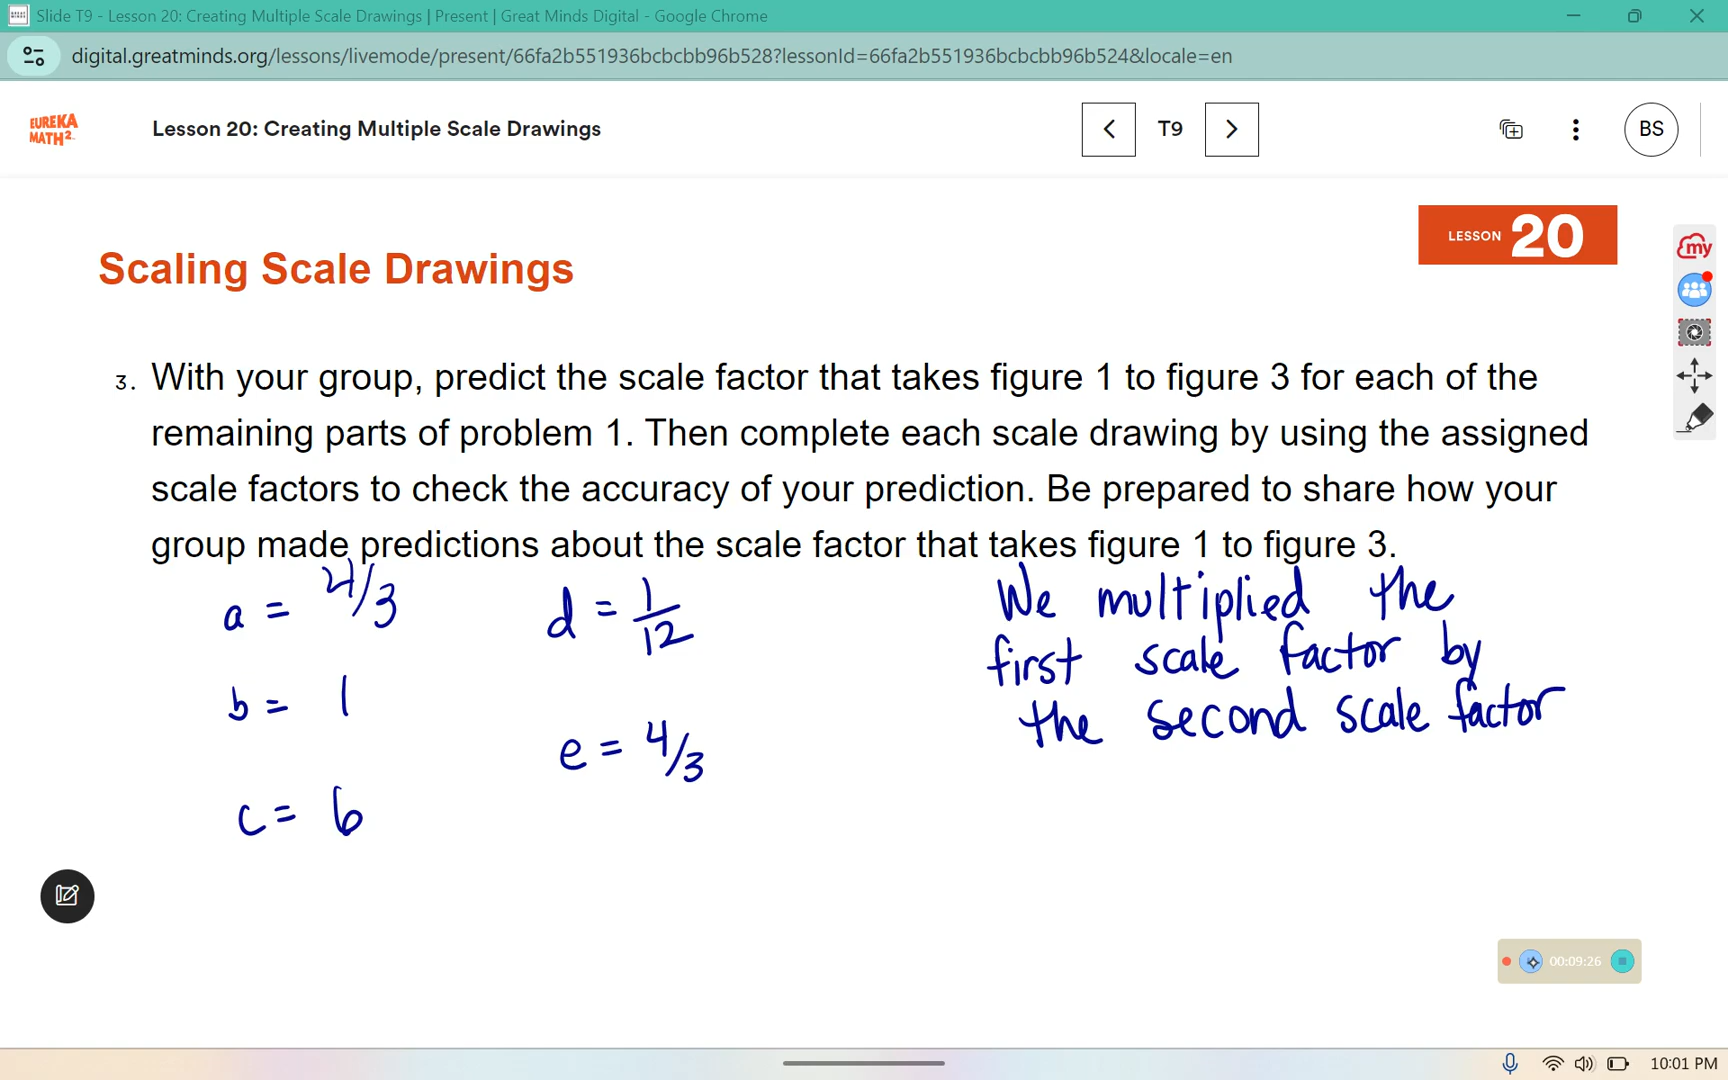 Slide T9 - Lesson 20: Creating Multiple Scale Drawings | Present | Great Minds Digital - Google Chrome
digital.greatminds.org/lessons/livemode/present/66fa2b551936bcbcbb96b528?lessonId=66fa2b551936bcbcbb96b524&locale=en
EUREKA
MATH2
Lesson 20: Creating Multiple Scale Drawings
T9
BS
LESSON 20
my
Scaling Scale Drawings
3. With your group, predict the scale factor that takes figure 1 to figure 3 for each of the
remaining parts of problem 1. Then complete each scale drawing by using the assigned
scale factors to check the accuracy of your prediction. Be prepared to share how your
group made predictions about the scale factor that takes figure 1 to figure 3.
a = 4/3
b = 1
c = 6
d = 1/12
e = 4/3
We multiplied the
first scale factor by
the second scale factor
00:09:26
10:01 PM